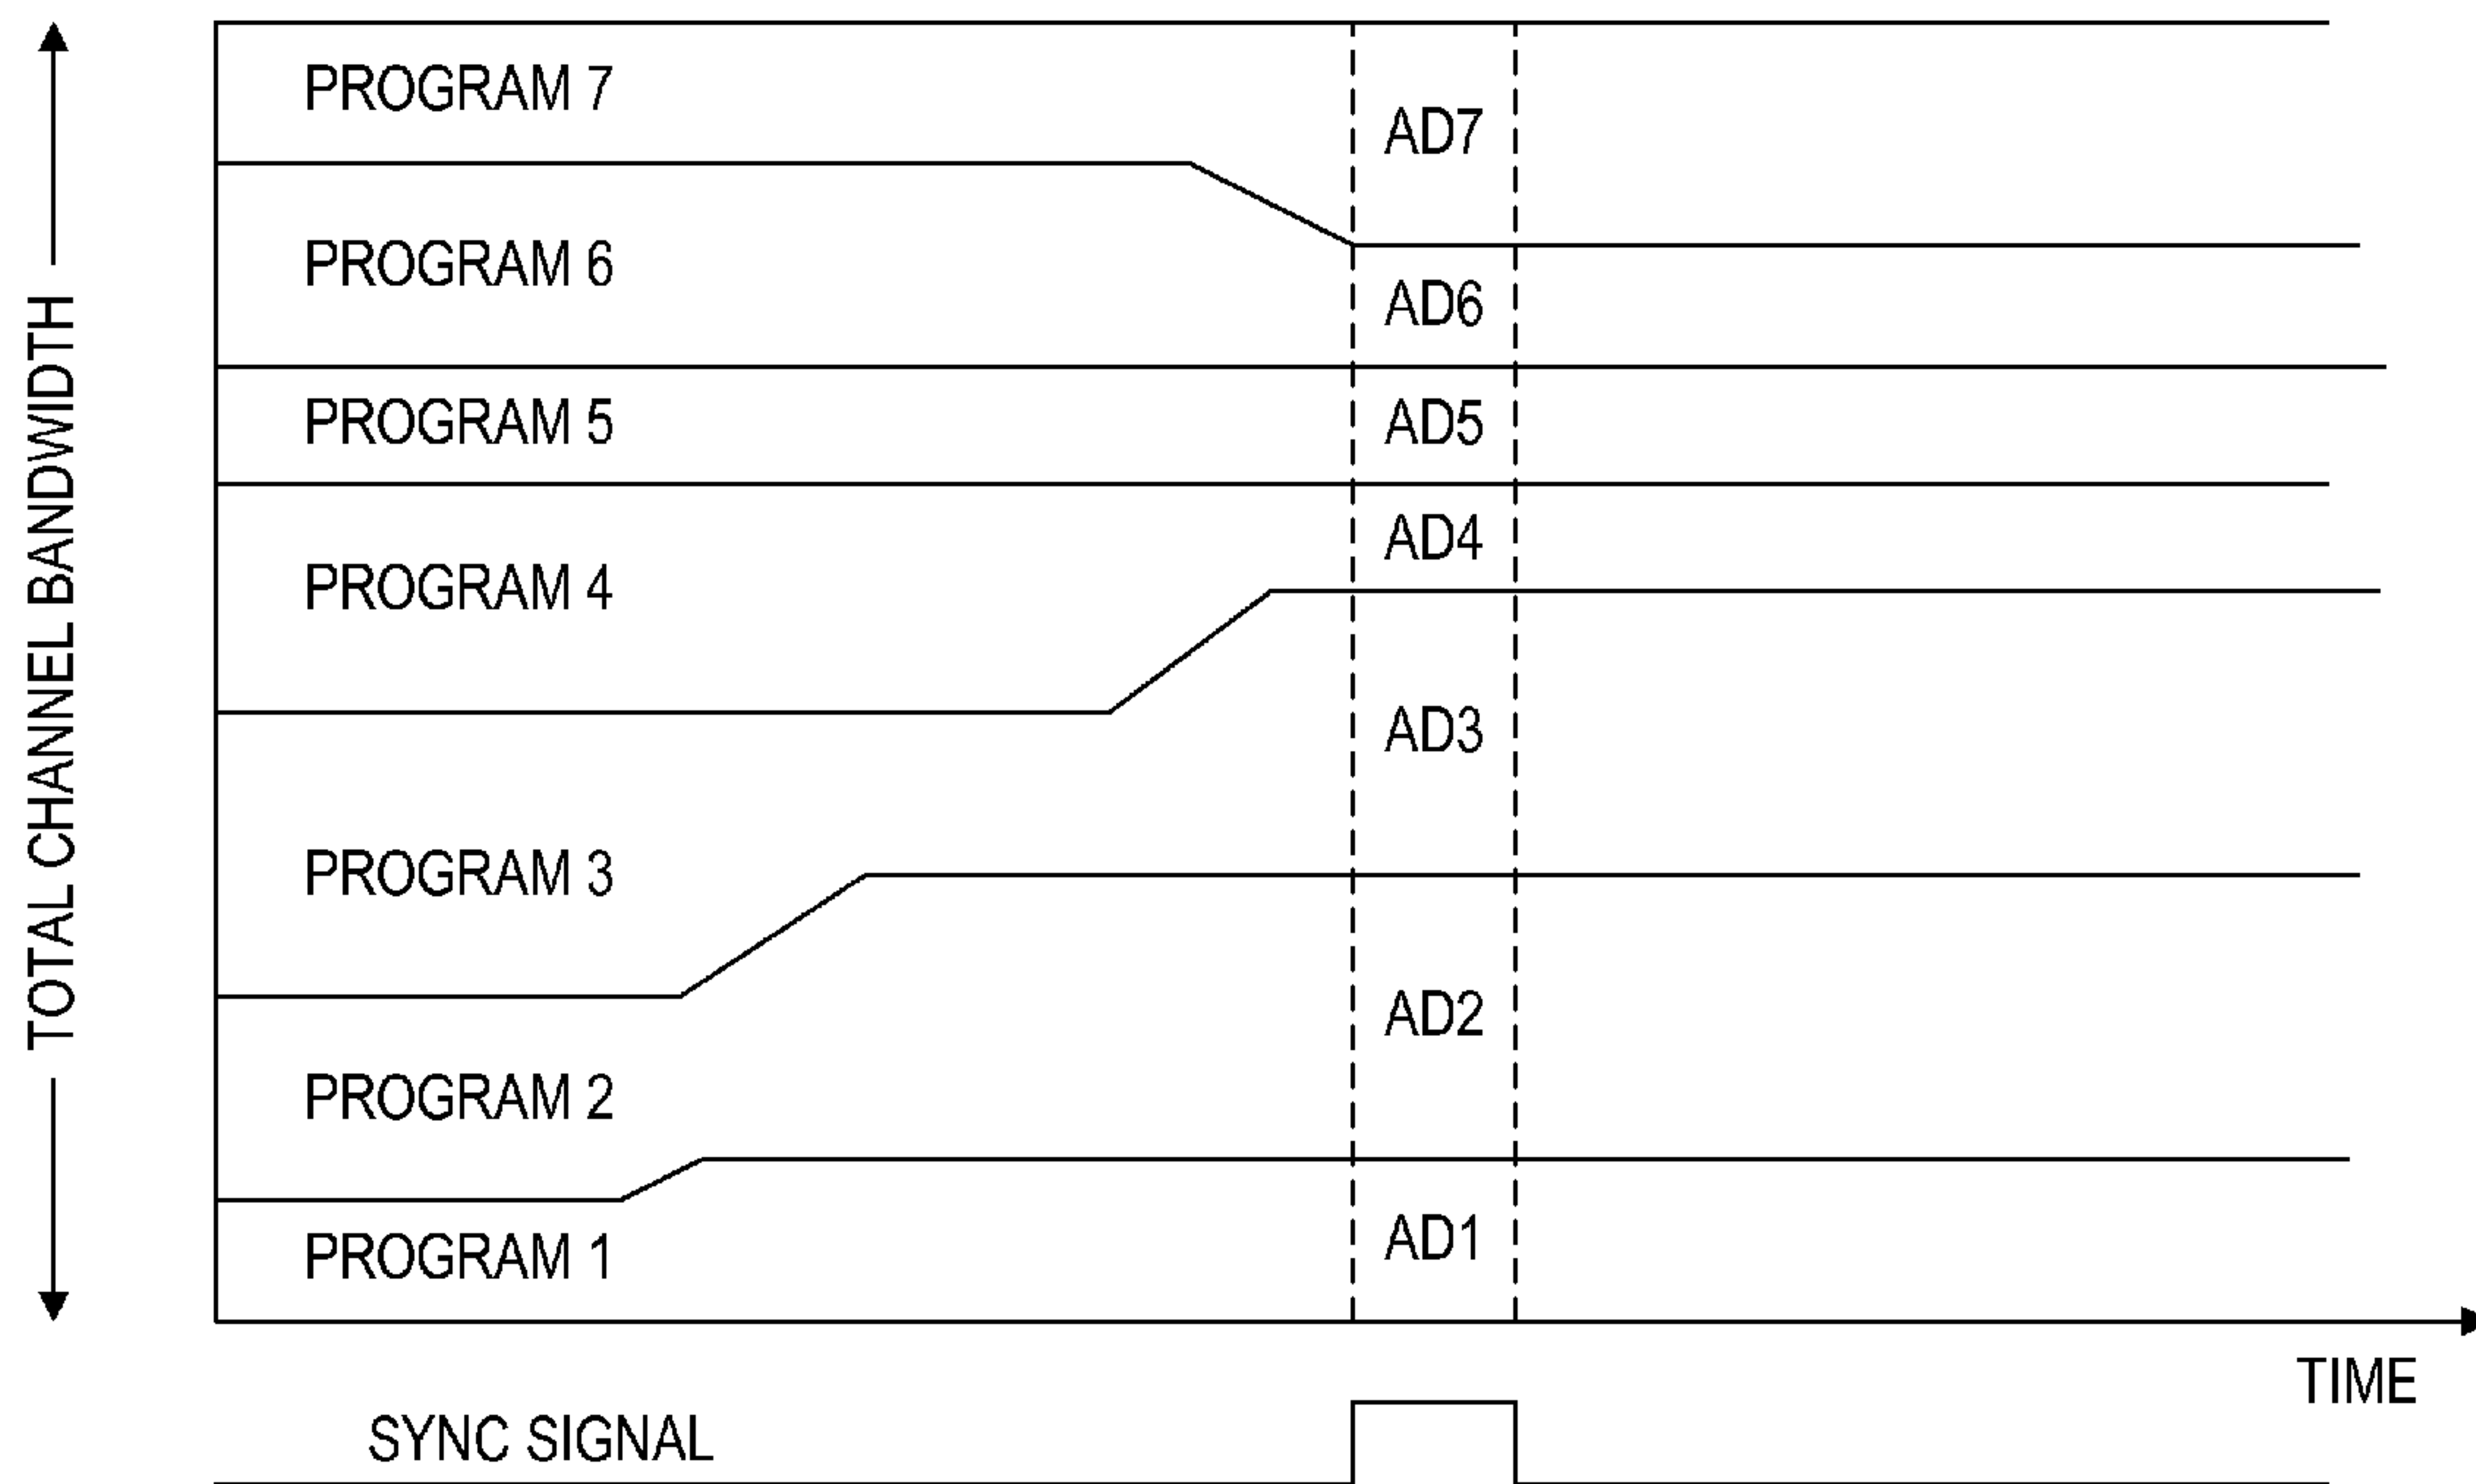 TOTAL CHANNEL BANDWIDTH
PROGRAM 7
AD7
PROGRAM 6
AD6
PROGRAM 5
AD5
PROGRAM 4
AD4
PROGRAM 3
AD3
PROGRAM 2
AD2
PROGRAM 1
AD1
TIME
SYNC SIGNAL